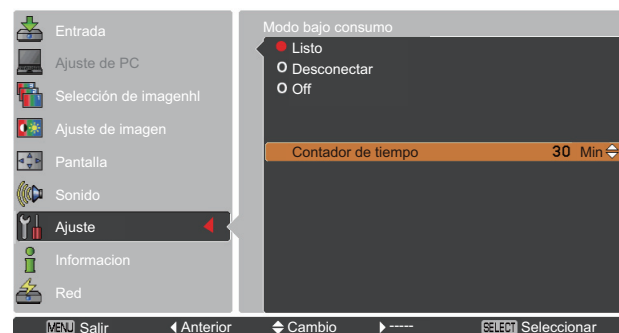 Entrada
Ajuste de PC
Selección de imagenhl
Ajuste de imagen
Pantalla
Sonido
Ajuste
Informacion
Red
Modo bajo consumo
Listo
Desconectar
Off
Contador de tiempo 30 Min
MENU Salir Anterior Cambio ----- SELECT Seleccionar